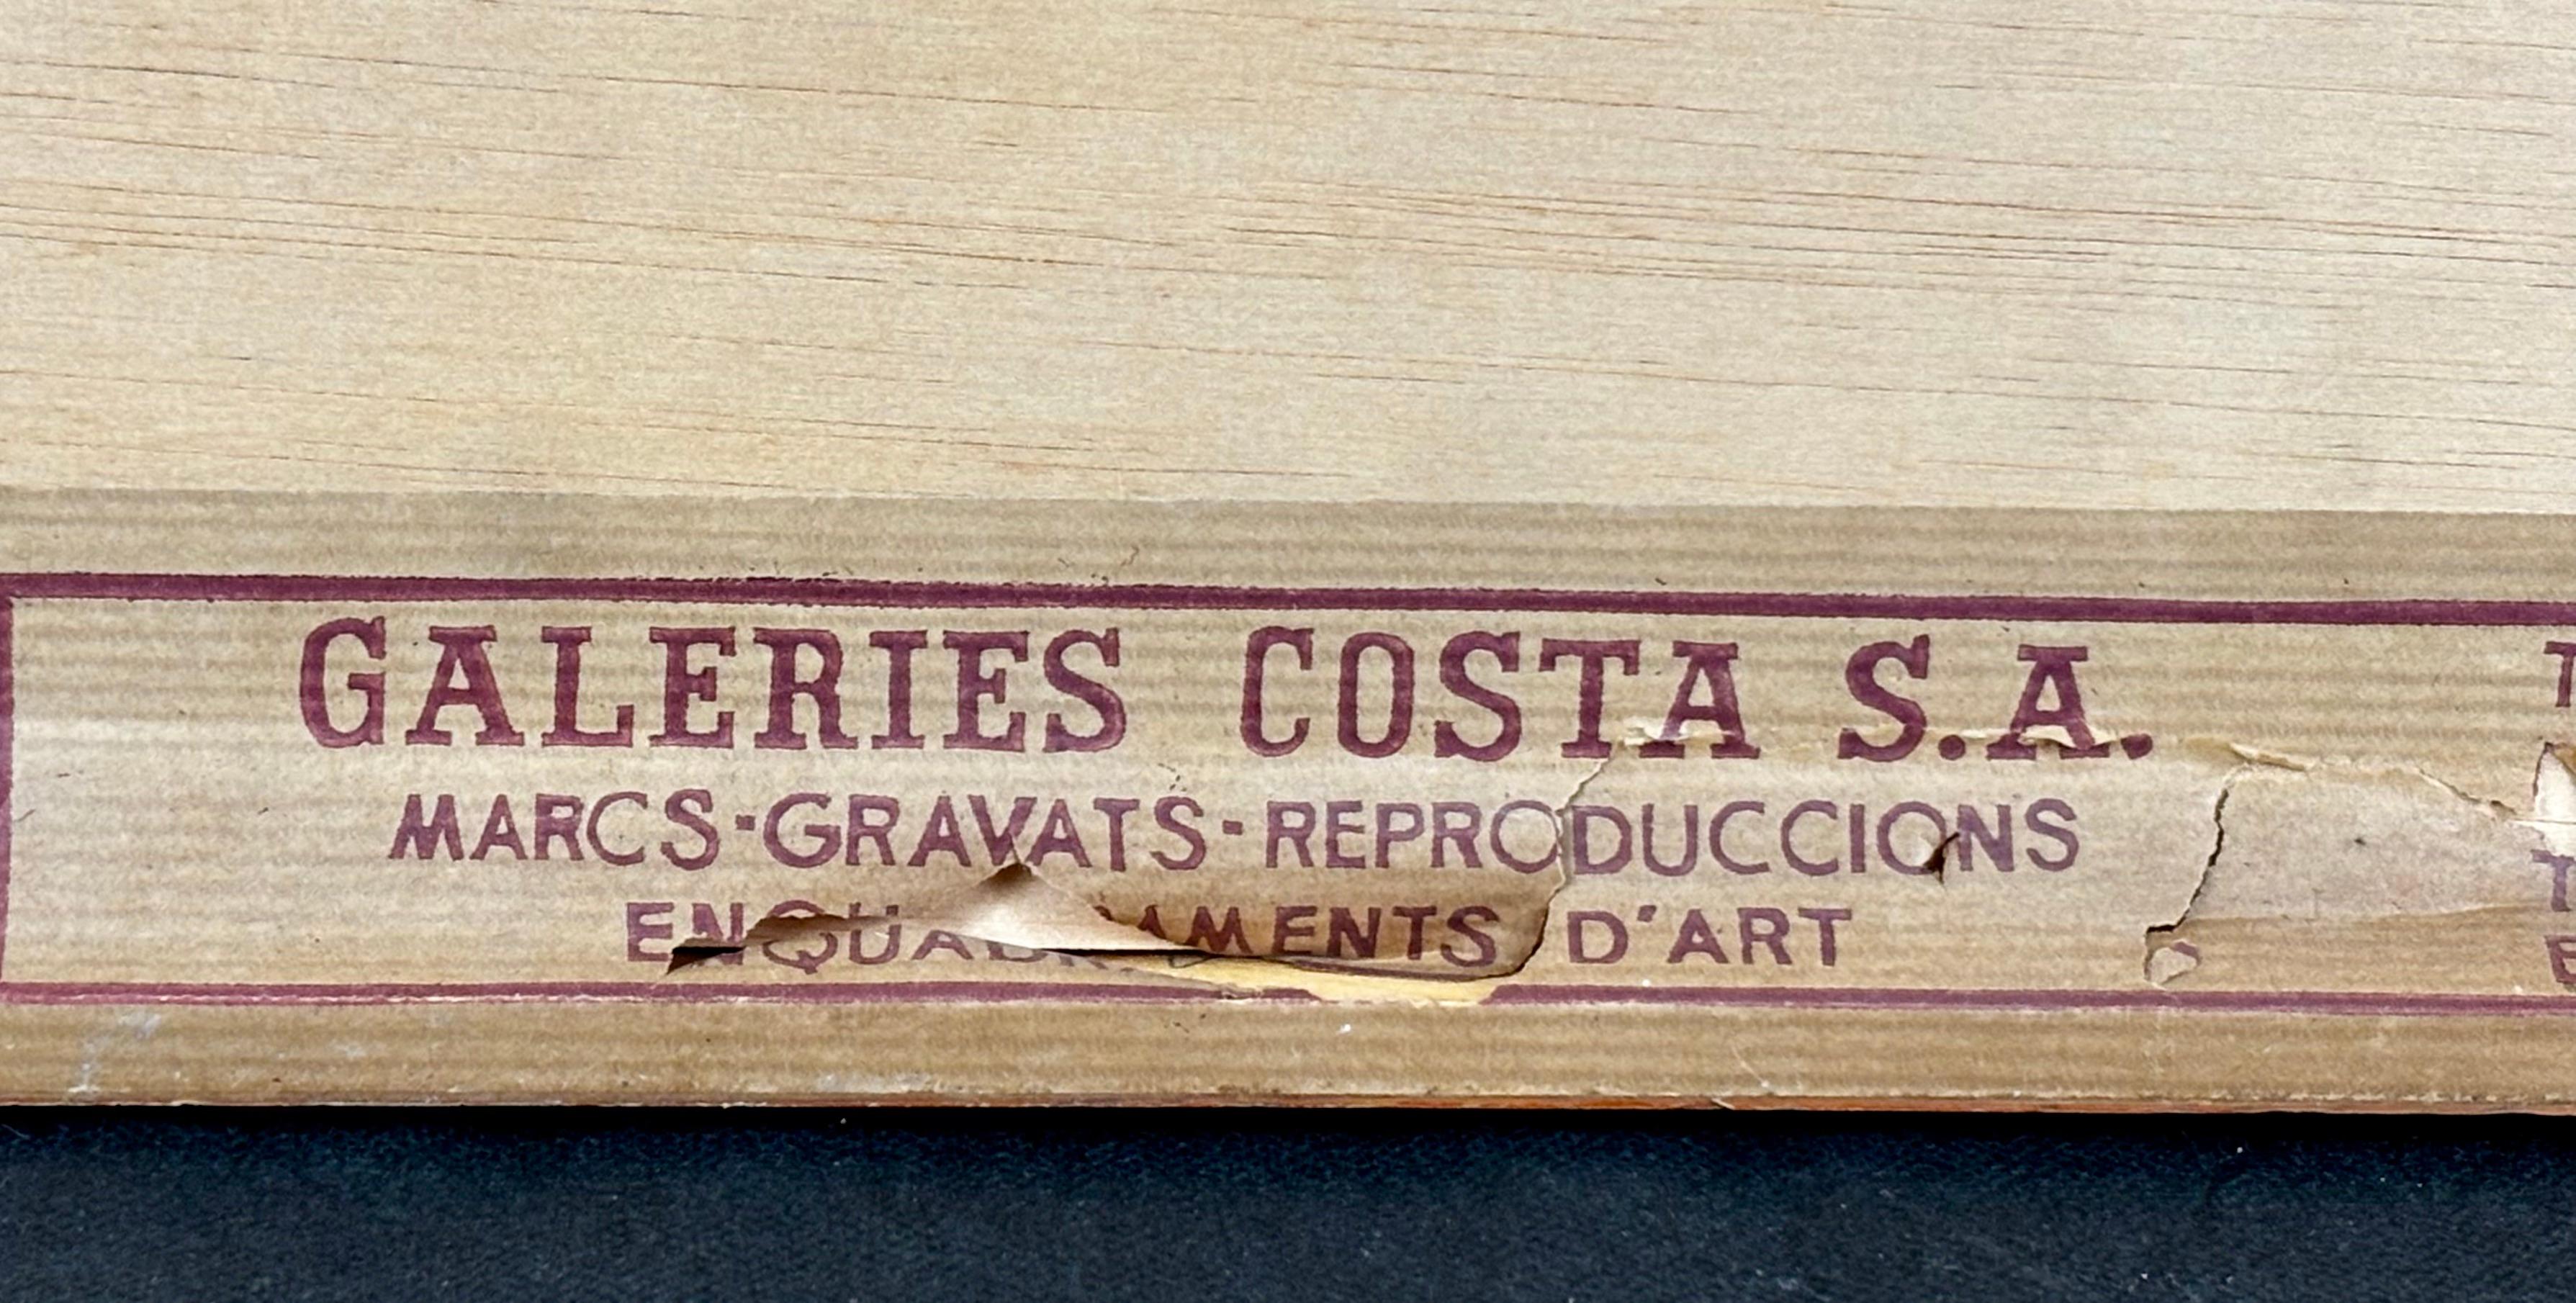 GALERIES COSTA S.A.
MARCS-GRAVATS-REPRODUCCIONS
D'ART